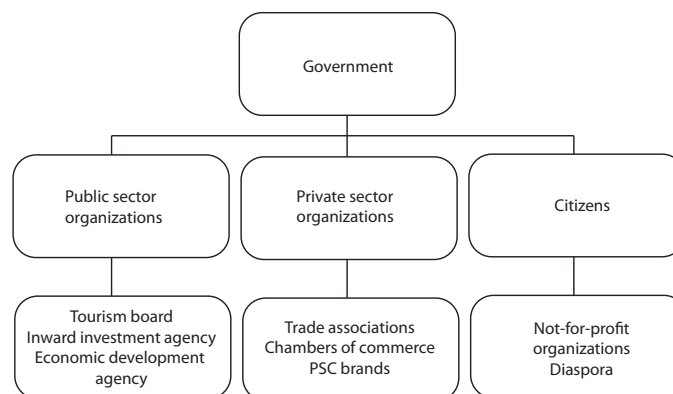 Government
Public sector
organizations
Private sector
organizations
Citizens
Tourism board
Inward investment agency
Economic development
agency
Trade associations
Chambers of commerce
PSC brands
Not-for-profit
organizations
Diaspora